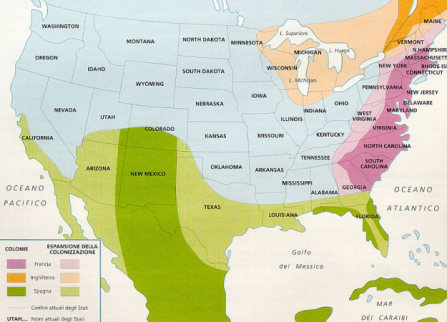 WASHINGTON
MONTANA
NORTH DAKOTA
MINNESOTA
L. Superiore
MAINE
OREGON
IDAHO
SOUTH DAKOTA
WISCONSIN
MICHIGAN
L. Huron
VERMONT
N.HAMPSHIRE
MASSACHUSETT
NEW YORK
RHODE IS
CONNECTICUT
WYOMING
L. Michigan
IOWA
PENNSYLVANIA
NEW JERSEY
NEVADA
UTAH
NEBRASKA
ILLINOIS
INDIANA
OHIO
DELAWARE
MARYLAND
WEST
VIRGINIA
VIRGINIA
CALIFORNIA
COLORADO
KANSAS
MISSOURI
KENTUCKY
NORTH CAROLINA
ARIZONA
NEW MEXICO
OKLAHOMA
ARKANSAS
TENNESSEE
SOUTH
CAROLINA
MISSISSIPPI
ALABAMA
GEORGIA
OCEANO
PACIFICO
OCEANO
ATLANTICO
TEXAS
LOUISIANA
FLORIDA
Golfo
del Messico
MAR
DEI CARAIBI
COLONIE
ESPANSIONE DELLA
COLONIZZAZIONE
Francia
Inghilterra
Spagna
Confini attuali degli Stati
UTAH,... Nomi attuali degli Stati